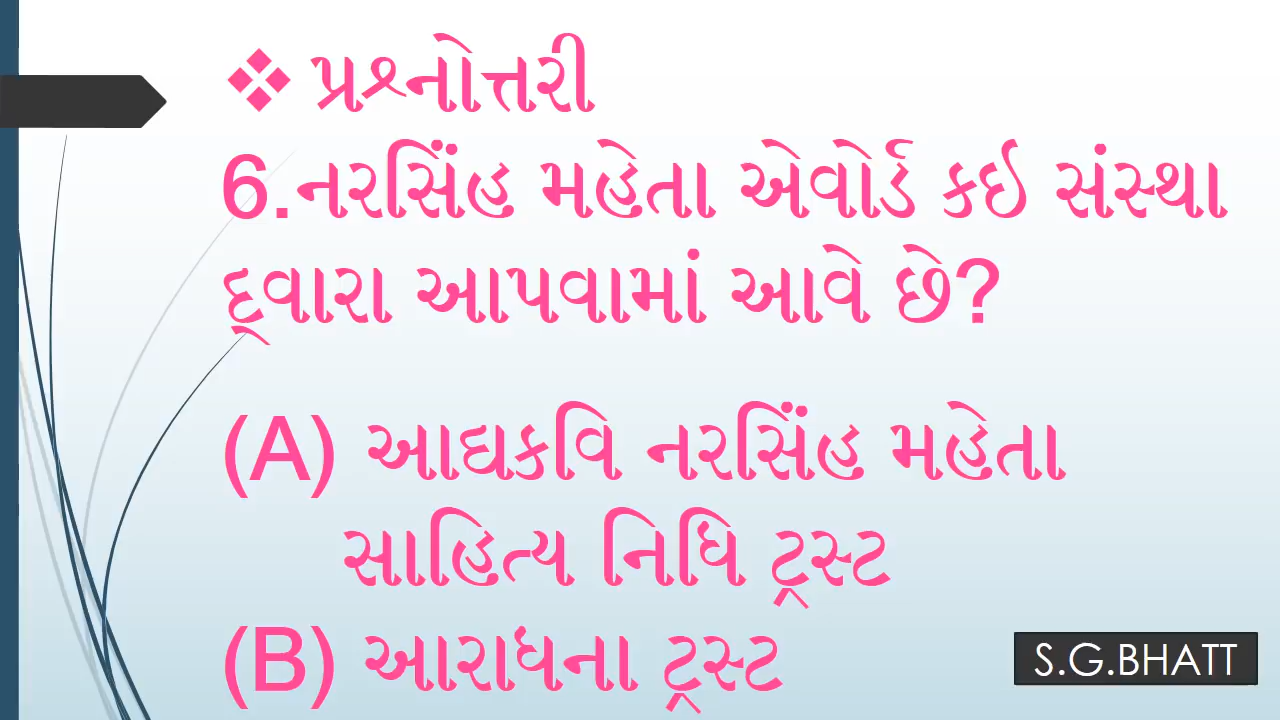 ❖ પ્રશ્નોત્તરી
6.નરસિંહ મહેતા એવોર્ડ કઈ સંસ્થા
દ્વારા આપવામાં આવે છે?
(A) આદ્યકવિ નરસિંહ મહેતા
સાહિત્ય નિધિ ટ્રસ્ટ
(B) આરાધના ટ્રસ્ટ
S.G.BHATT